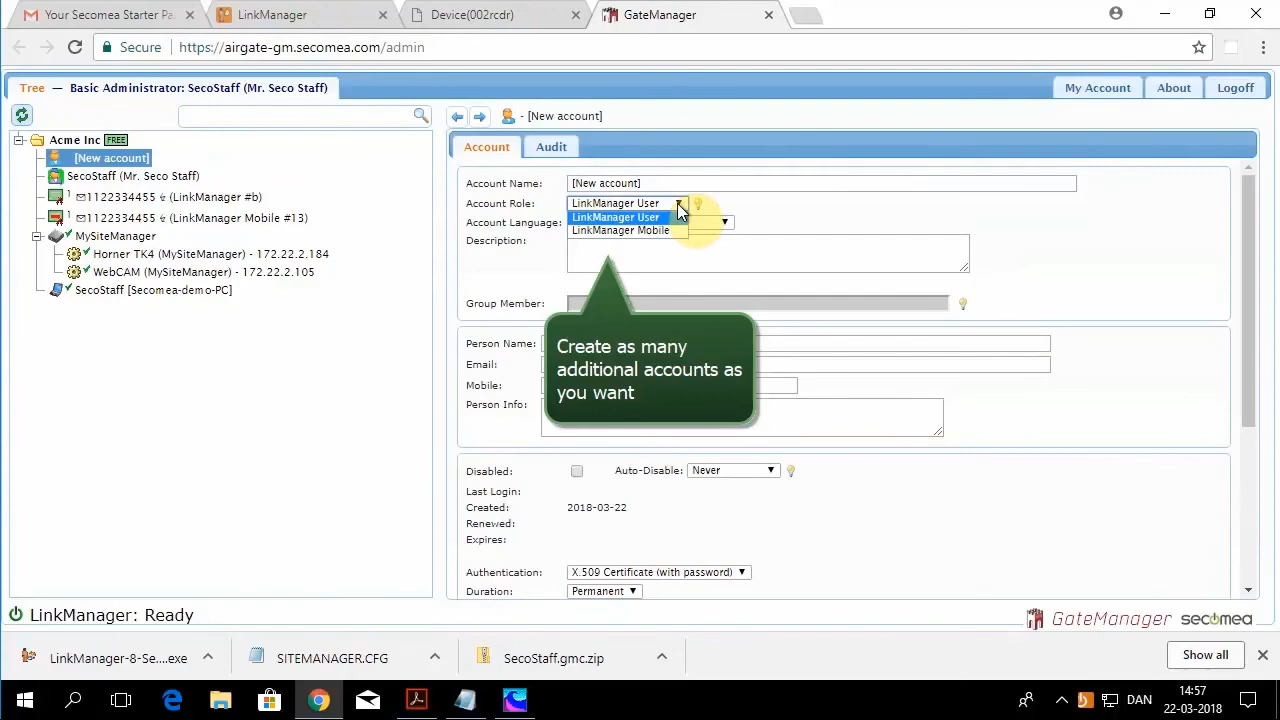 Your Secomea Starter Pa
LinkManager
Device(002rcdr)
GateManager
Secure
https://airgate-gm.secomea.com/admin
Tree — Basic Administrator: SecoStaff (Mr. Seco Staff)
My Account
About
Logoff
- [New account]
Acme Inc FREE
[New account]
SecoStaff (Mr. Seco Staff)
1 1122334455 (LinkManager #b)
1 1122334455 (LinkManager Mobile #13)
MySiteManager
Horner TK4 (MySiteManager) - 172.22.2.184
WebCAM (MySiteManager) - 172.22.2.105
SecoStaff [Secomea-demo-PC]
Account
Audit
Account Name: [New account]
Account Role: LinkManager User
LinkManager User
Account Language:
LinkManager Mobile
Description:
Group Member:
Create as many
additional accounts as
you want
Person Name:
Email:
Mobile:
Person Info:
Disabled:
Auto-Disable: Never
Last Login:
Created: 2018-03-22
Renewed:
Expires:
Authentication: X.509 Certificate (with password)
Duration: Permanent
LinkManager: Ready
GateManager secomea
LinkManager-8-Se....exe
SITEMANAGER.CFG
SecoStaff.gmc.zip
Show all
DAN
14:57
22-03-2018